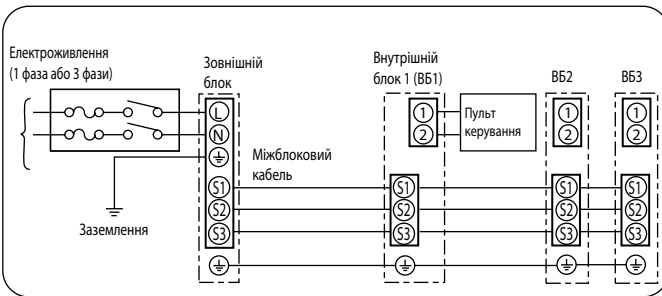 Електроживлення
(1 фаза або 3 фази)
Зовнішній
блок
Внутрішній
блок 1 (ВБ1)
ВБ2
ВБ3
L
N
1
2
Пульт
керування
1
2
1
2
Міжблоковий
кабель
Заземлення
S1
S2
S3
S1
S2
S3
S1
S2
S3
S1
S2
S3